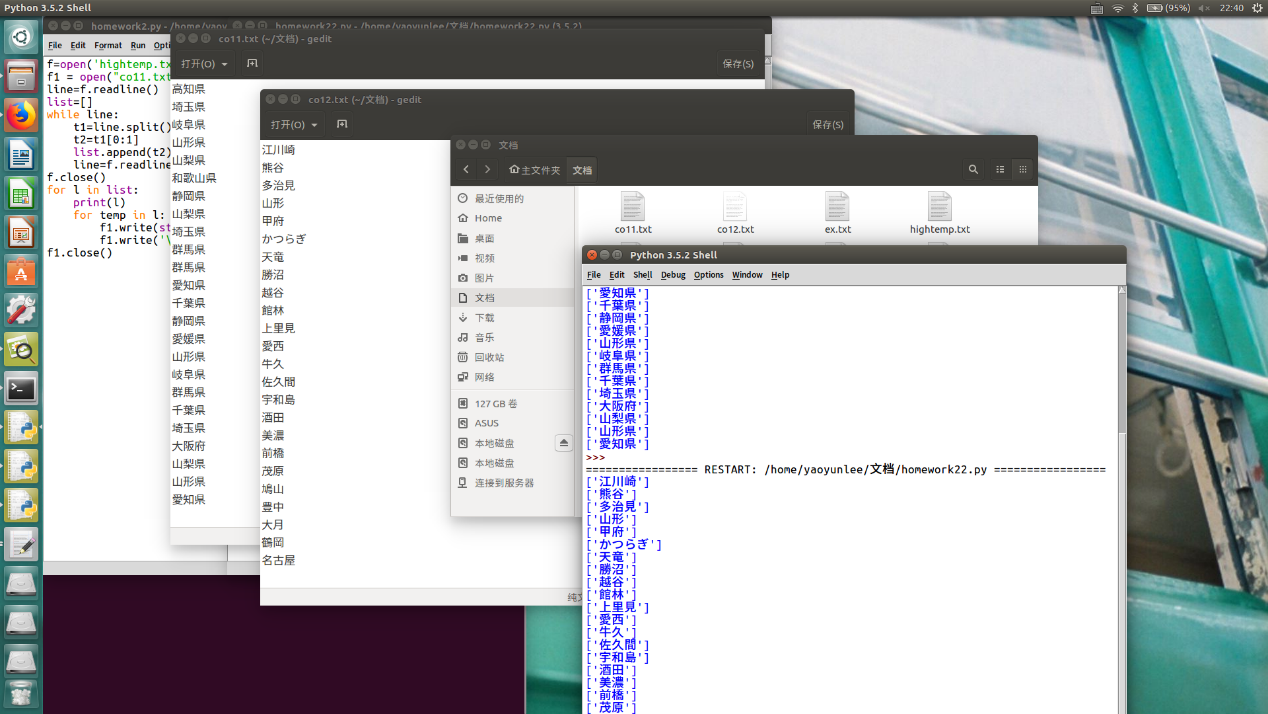 Python 3.5.2 Shell
(95%)
22:40
homework2.py - /home/yaoy
homework22.py - /home/yaoyunlee/文档/homework22.py (3.5.2)
File Edit Format Run Opti
f=open('hightemp.tx
f1 = open("co11.txt
line=f.readline()
list=[]
while line:
t1=line.split()
t2=t1[0:1]
list.append(t2)
line=f.readline
f.close()
for l in list:
print(l)
for temp in l:
f1.write(st
f1.write('\
f1.close()
co11.txt (~/文档) - gedit
打开(O)
保存(S)
高知県
埼玉県
岐阜県
山形県
山梨県
和歌山県
静岡県
山梨県
埼玉県
群馬県
群馬県
愛知県
千葉県
静岡県
愛媛県
山形県
岐阜県
群馬県
千葉県
埼玉県
大阪府
山梨県
山形県
愛知県
co12.txt (~/文档) - gedit
打开(O)
保存(S)
江川崎
熊谷
多治見
山形
甲府
かつらぎ
天竜
勝沼
越谷
館林
上里見
愛西
牛久
佐久間
宇和島
酒田
美濃
前橋
茂原
鳩山
豊中
大月
鶴岡
名古屋
纯文
文档
主文件夹 文档
最近使用的
Home
桌面
视频
图片
文档
下载
音乐
回收站
网络
127 GB 卷
ASUS
本地磁盘
本地磁盘
连接到服务器
co11.txt
co12.txt
ex.txt
hightemp.txt
Python 3.5.2 Shell
File Edit Shell Debug Options Window Help
['愛知県']
['千葉県']
['静岡県']
['愛媛県']
['山形県']
['岐阜県']
['群馬県']
['千葉県']
['埼玉県']
['大阪府']
['山梨県']
['山形県']
['愛知県']
>>>
================= RESTART: /home/yaoyunlee/文档/homework22.py =================
['江川崎']
['熊谷']
['多治見']
['山形']
['甲府']
['かつらぎ']
['天竜']
['勝沼']
['越谷']
['館林']
['上里見']
['愛西']
['牛久']
['佐久間']
['宇和島']
['酒田']
['美濃']
['前橋']
['茂原']